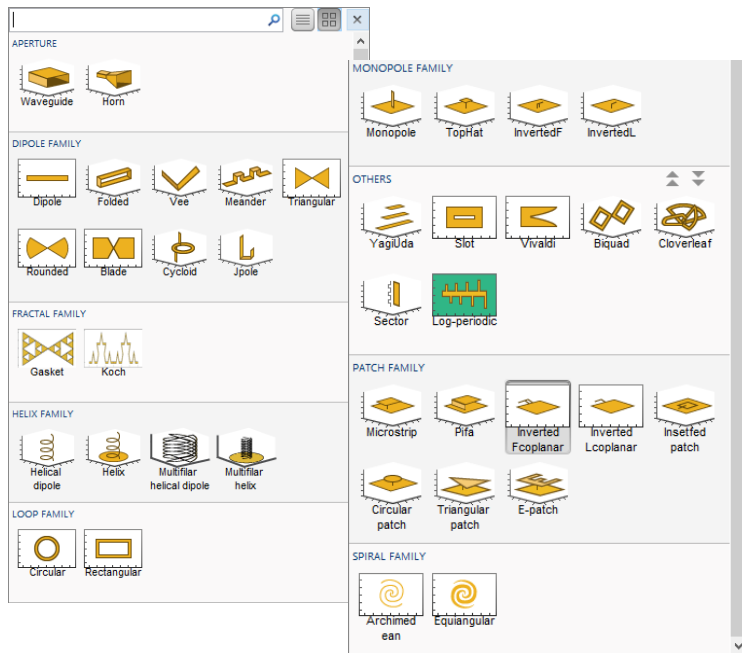 APERTURE
Waveguide Horn
DIPOLE FAMILY
Dipole Folded Vee Meander Triangular
Rounded Blade Cycloid Jpole
FRACTAL FAMILY
Gasket Koch
HELIX FAMILY
Helical Helix Multifilar Multifilar
dipole helical dipole helix
LOOP FAMILY
Circular Rectangular
MONOPOLE FAMILY
Monopole TopHat InvertedF InvertedL
OTHERS
YagiUda Slot Vivaldi Biquad Cloverleaf
Sector Log-periodic
PATCH FAMILY
Microstrip Pifa Inverted Inverted Insetfed
Fcoplanar Lcoplanar patch
Circular Triangular E-patch
patch patch
SPIRAL FAMILY
Archimed Equiangular
ean